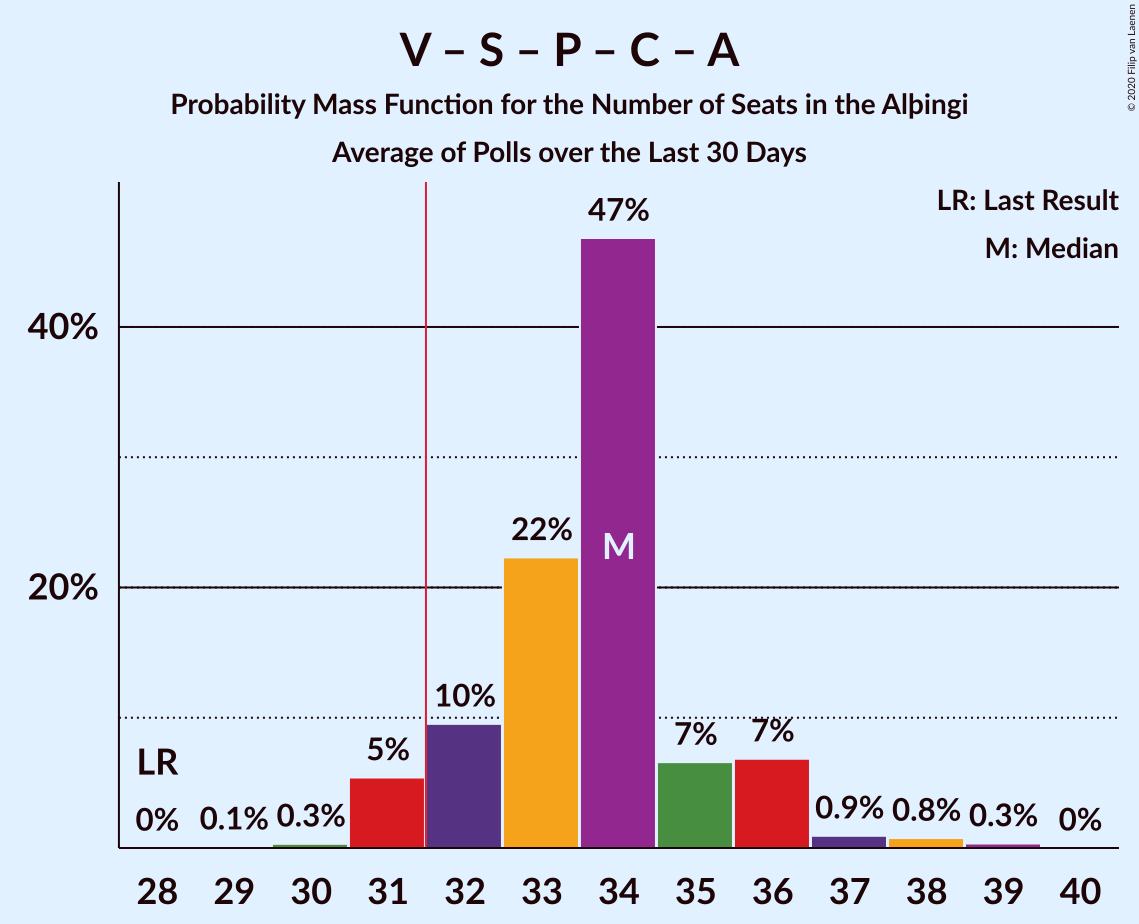 V – S – P – C – A
Probability Mass Function for the Number of Seats in the Alþingi
Average of Polls over the Last 30 Days
© 2020 Filip van Laenen
LR: Last Result
M: Median
40%
20%
LR
0%
0.1%
0.3%
5%
10%
22%
47%
M
7%
7%
0.9%
0.8%
0.3%
0%
28 29 30 31 32 33 34 35 36 37 38 39 40